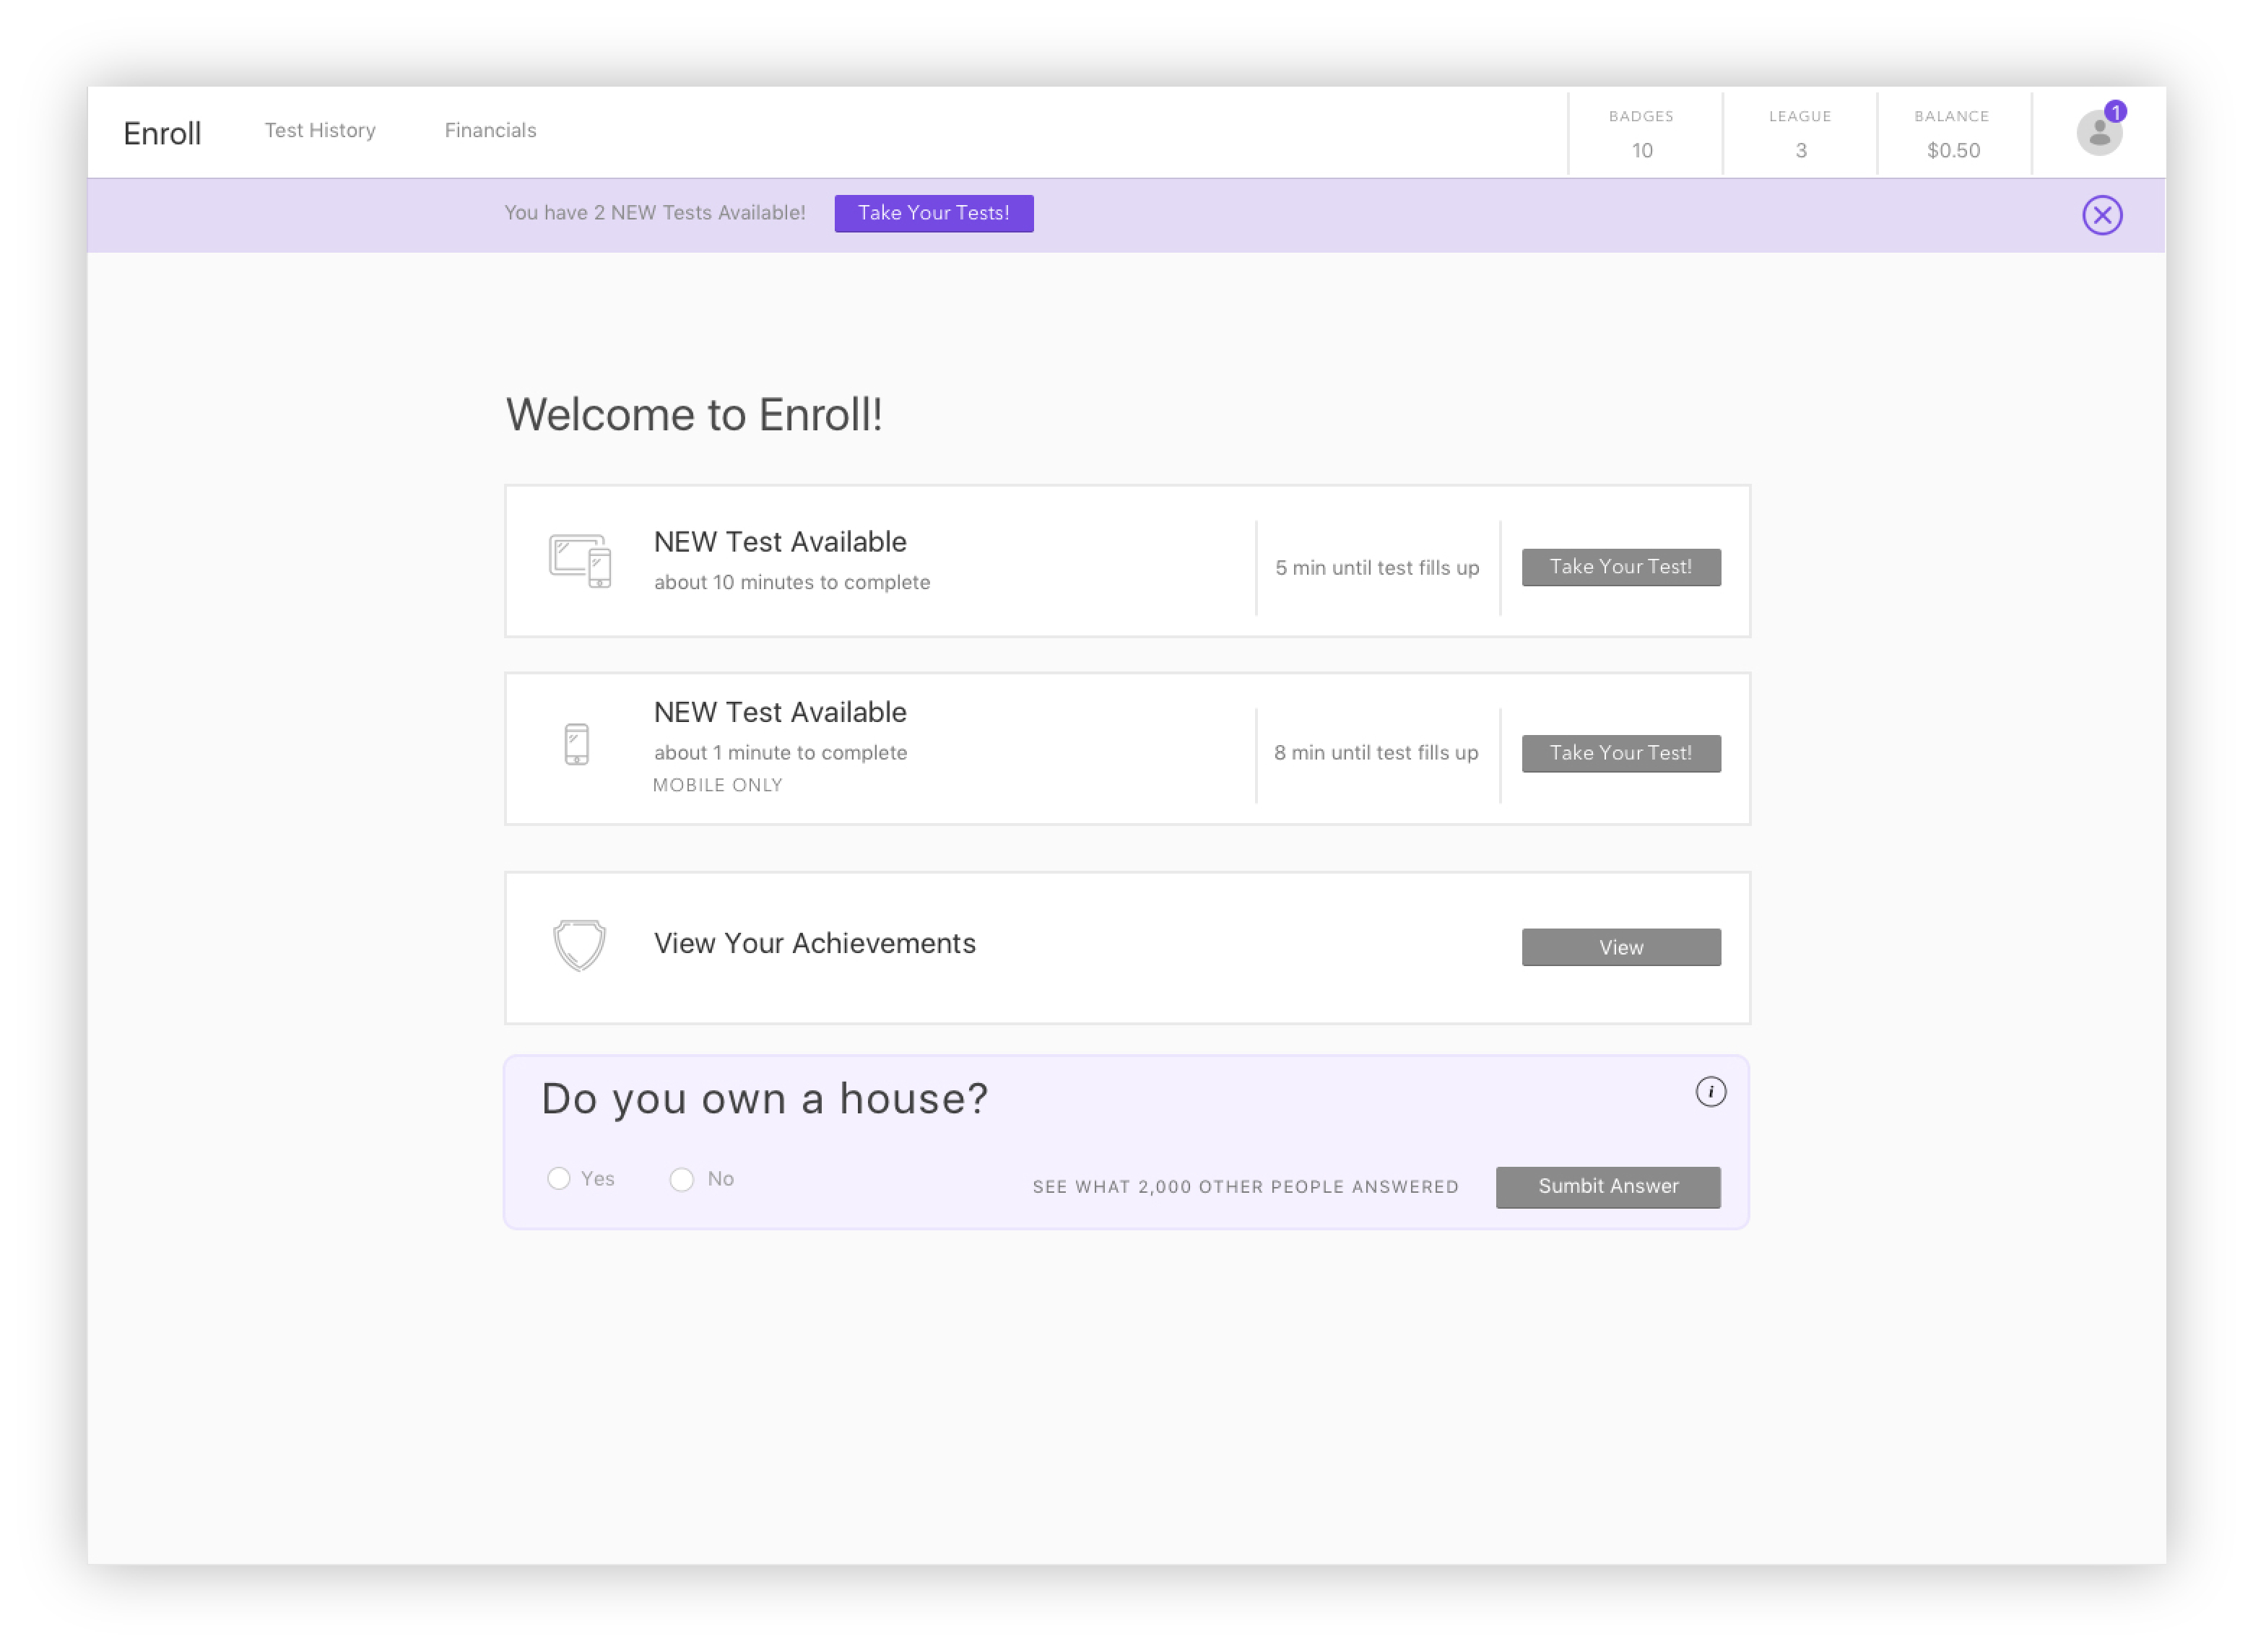 Enroll
Test History
Financials
BADGES
10
LEAGUE
3
BALANCE
$0.50
1
You have 2 NEW Tests Available!
Take Your Tests!
Welcome to Enroll!
NEW Test Available
about 10 minutes to complete
5 min until test fills up
Take Your Test!
NEW Test Available
about 1 minute to complete
MOBILE ONLY
8 min until test fills up
Take Your Test!
View Your Achievements
View
Do you own a house?
i
Yes
No
SEE WHAT 2,000 OTHER PEOPLE ANSWERED
Sumbit Answer